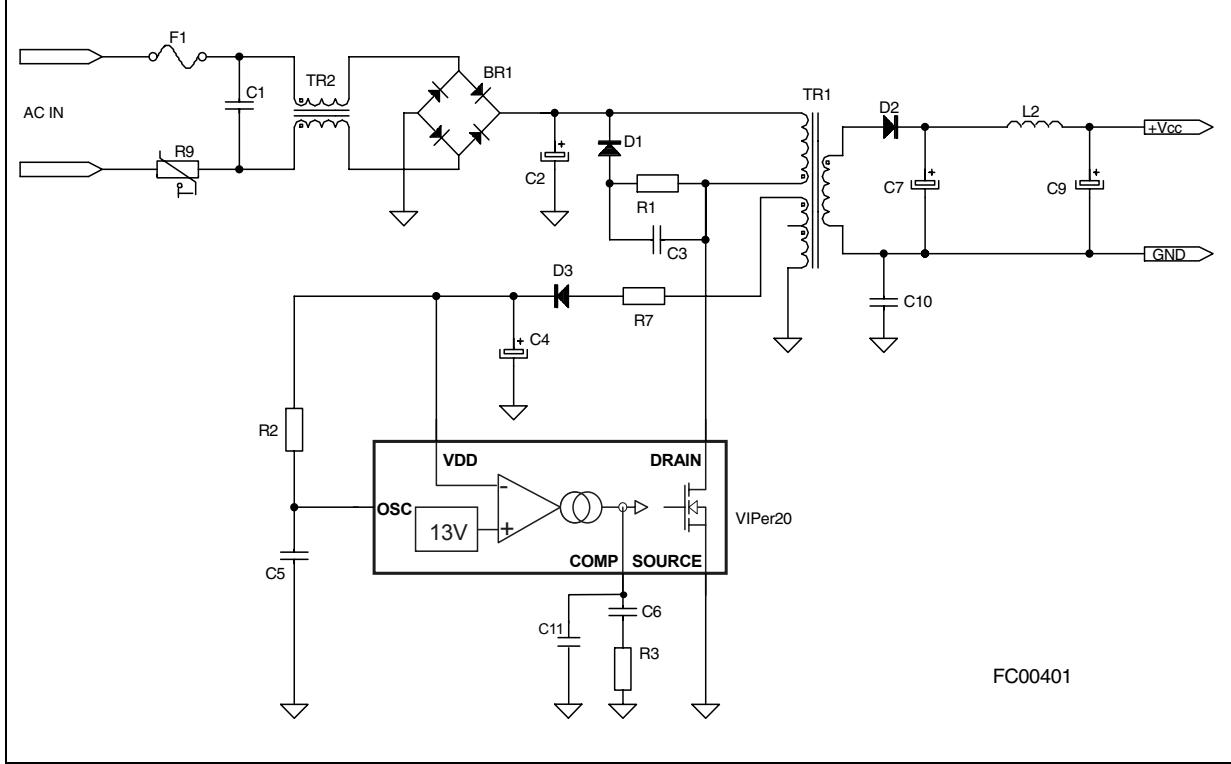 F1
TR2
BR1
TR1
D2
L2
AC IN
C1
+Vcc
D1
R9
T°
C2
C7
C9
R1
C3
GND
D3
R7
C10
C4
R2
VDD
DRAIN
OSC
13V
VIPer20
COMP
SOURCE
C5
C6
C11
R3
FC00401